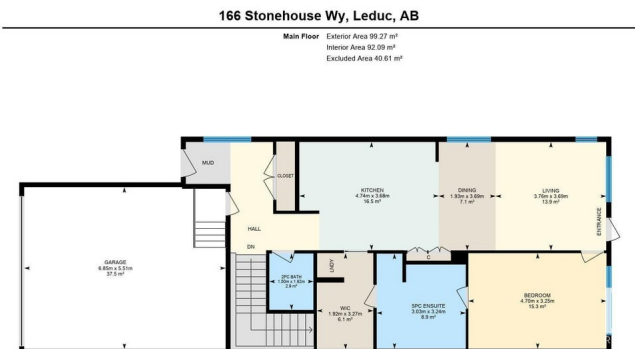 166 Stonehouse Wy, Leduc, AB
Main Floor Exterior Area 99.27 m²
Interior Area 92.09 m²
Excluded Area 40.61 m²
MUD
CLOSET
KITCHEN
4.74m x 3.68m
16.5 m²
DINING
1.93m x 3.69m
7.1 m²
LIVING
3.76m x 3.69m
13.9 m²
ENTRANCE
HALL
DN
GARAGE
6.85m x 5.51m
37.5 m²
2PC BATH
1.50m x 1.92m
2.9 m²
LNDY
C
WIC
1.92m x 3.27m
6.1 m²
5PC ENSUITE
3.03m x 3.24m
8.9 m²
BEDROOM
4.70m x 3.25m
15.3 m²